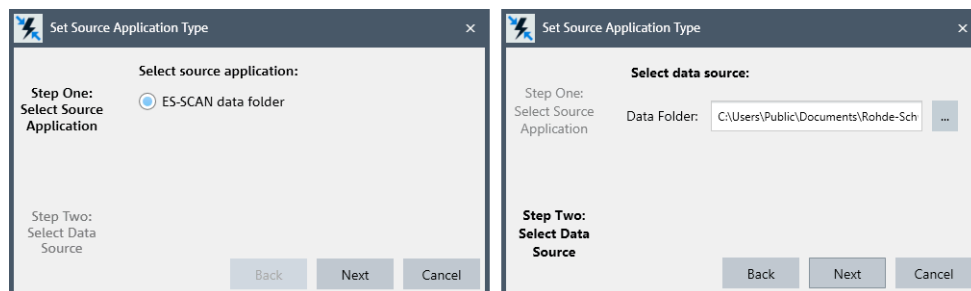 Set Source Application Type
Select source application:
Step One:
Select Source
Application
ES-SCAN data folder
Step Two:
Select Data
Source
Back
Next
Cancel
Set Source Application Type
Select data source:
Step One:
Select Source
Application
Data Folder:
C:\Users\Public\Documents\Rohde-Sch
...
Step Two:
Select Data
Source
Back
Next
Cancel